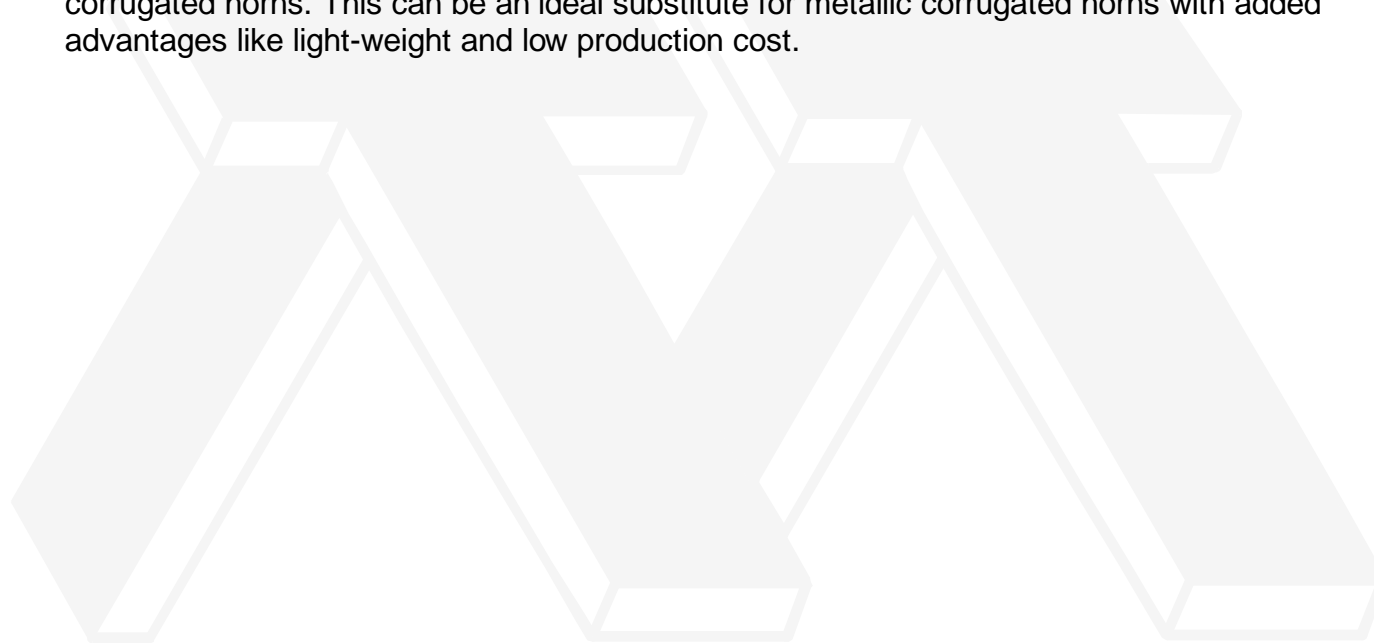 corrugated horns. This can be an ideal substitute for metallic corrugated horns with added
advantages like light-weight and low production cost.